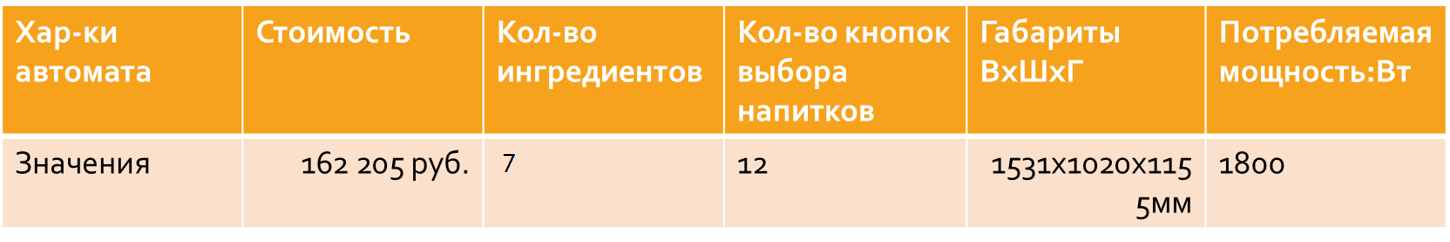 Хар-ки автомата
Стоимость
Кол-во ингредиентов
Кол-во кнопок выбора напитков
Габариты ВхШхГ
Потребляемая мощность:Вт
Значения
162 205 руб.
7
12
1531х1020х115
5мм
1800